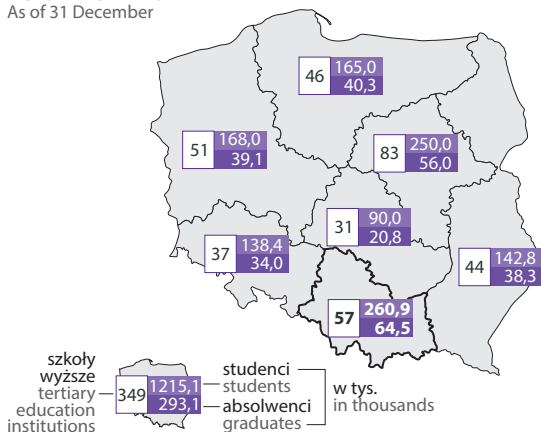 As of 31 December
46 165,0
40,3
51 168,0
39,1
83 250,0
56,0
31 90,0
20,8
37 138,4
34,0
44 142,8
38,3
57 260,9
64,5
szkoły
wyższe
tertiary
education
institutions
349 1215,1
293,1
studenci
students
absolwenci
graduates
w tys.
in thousands